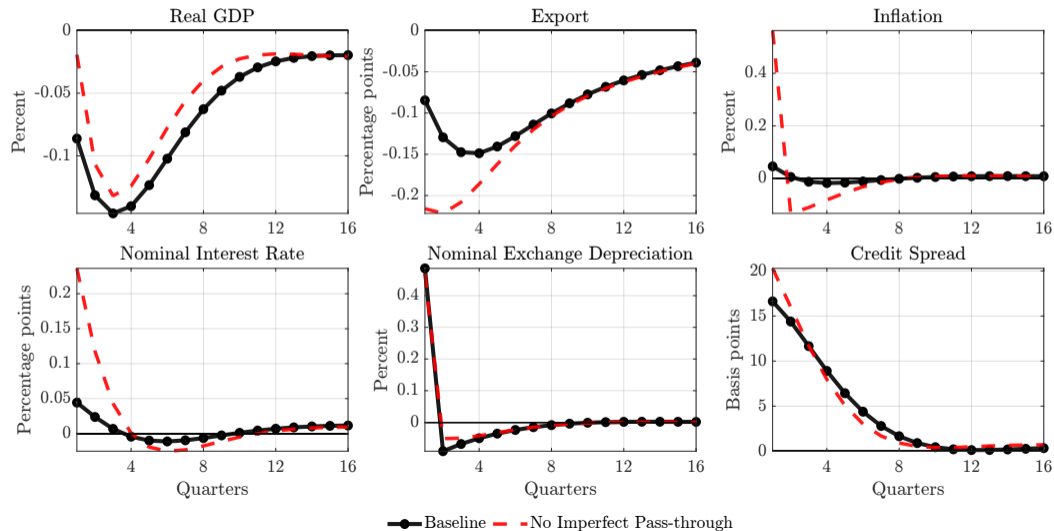 Real GDP
Percent
0
-0.05
-0.1
4 8 12 16
Export
Percentage points
0
-0.05
-0.1
-0.15
-0.2
4 8 12 16
Inflation
Percent
0.4
0.2
0
4 8 12 16
Nominal Interest Rate
Percentage points
0.2
0.15
0.1
0.05
0
4 8 12 16
Quarters
Nominal Exchange Depreciation
Percent
0.4
0.3
0.2
0.1
0
4 8 12 16
Quarters
Credit Spread
Basis points
20
15
10
5
0
4 8 12 16
Quarters
Baseline No Imperfect Pass-through